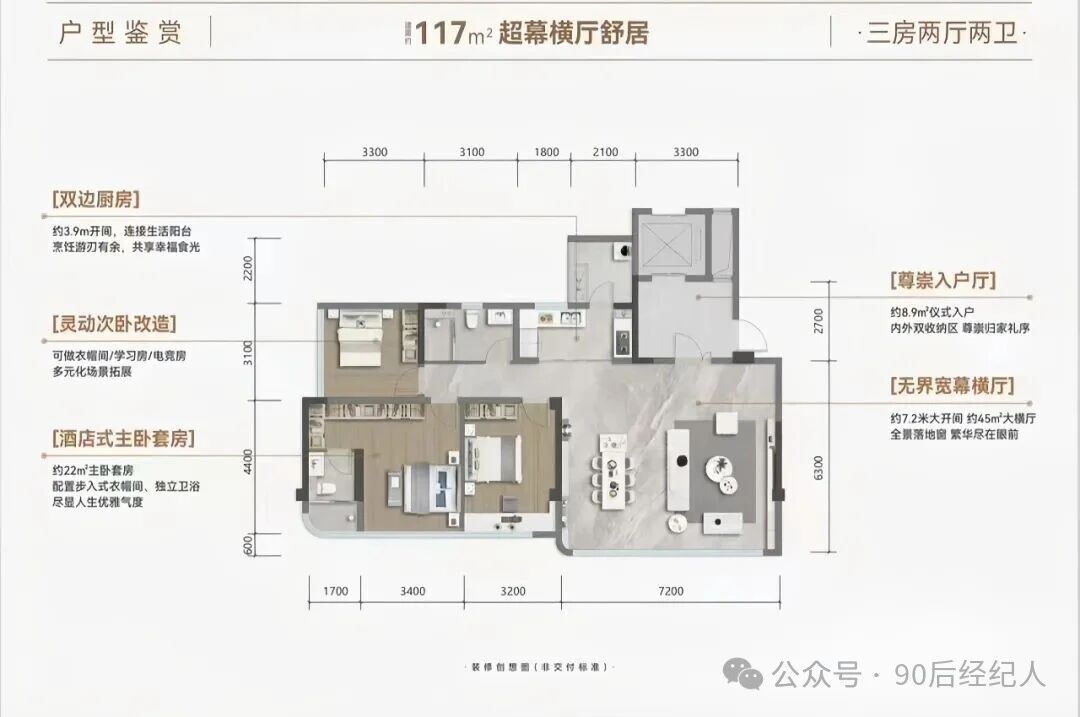 户型鉴赏
建面约117m² 超幕横厅舒居
·三房两厅两卫·
3300 3100 1800 2100 3300
[双边厨房]
约3.9m开间，连接生活阳台
烹饪游刃有余，共享幸福食光
2200
[尊崇入户厅]
约8.9㎡仪式入户
内外双收纳区 尊崇归家礼序
2700
[灵动次卧改造]
可做衣帽间/学习房/电竞房
多元化场景拓展
3100
[无界宽幕横厅]
约7.2米大开间 约45㎡大横厅
全景落地窗 繁华尽在眼前
[酒店式主卧套房]
约22㎡主卧套房
配置步入式衣帽间、独立卫浴
尽显人生优雅气度
4400
6300
600
1700 3400 3200 7200
·装修创想图(非交付标准)·
公众号·90后经纪人